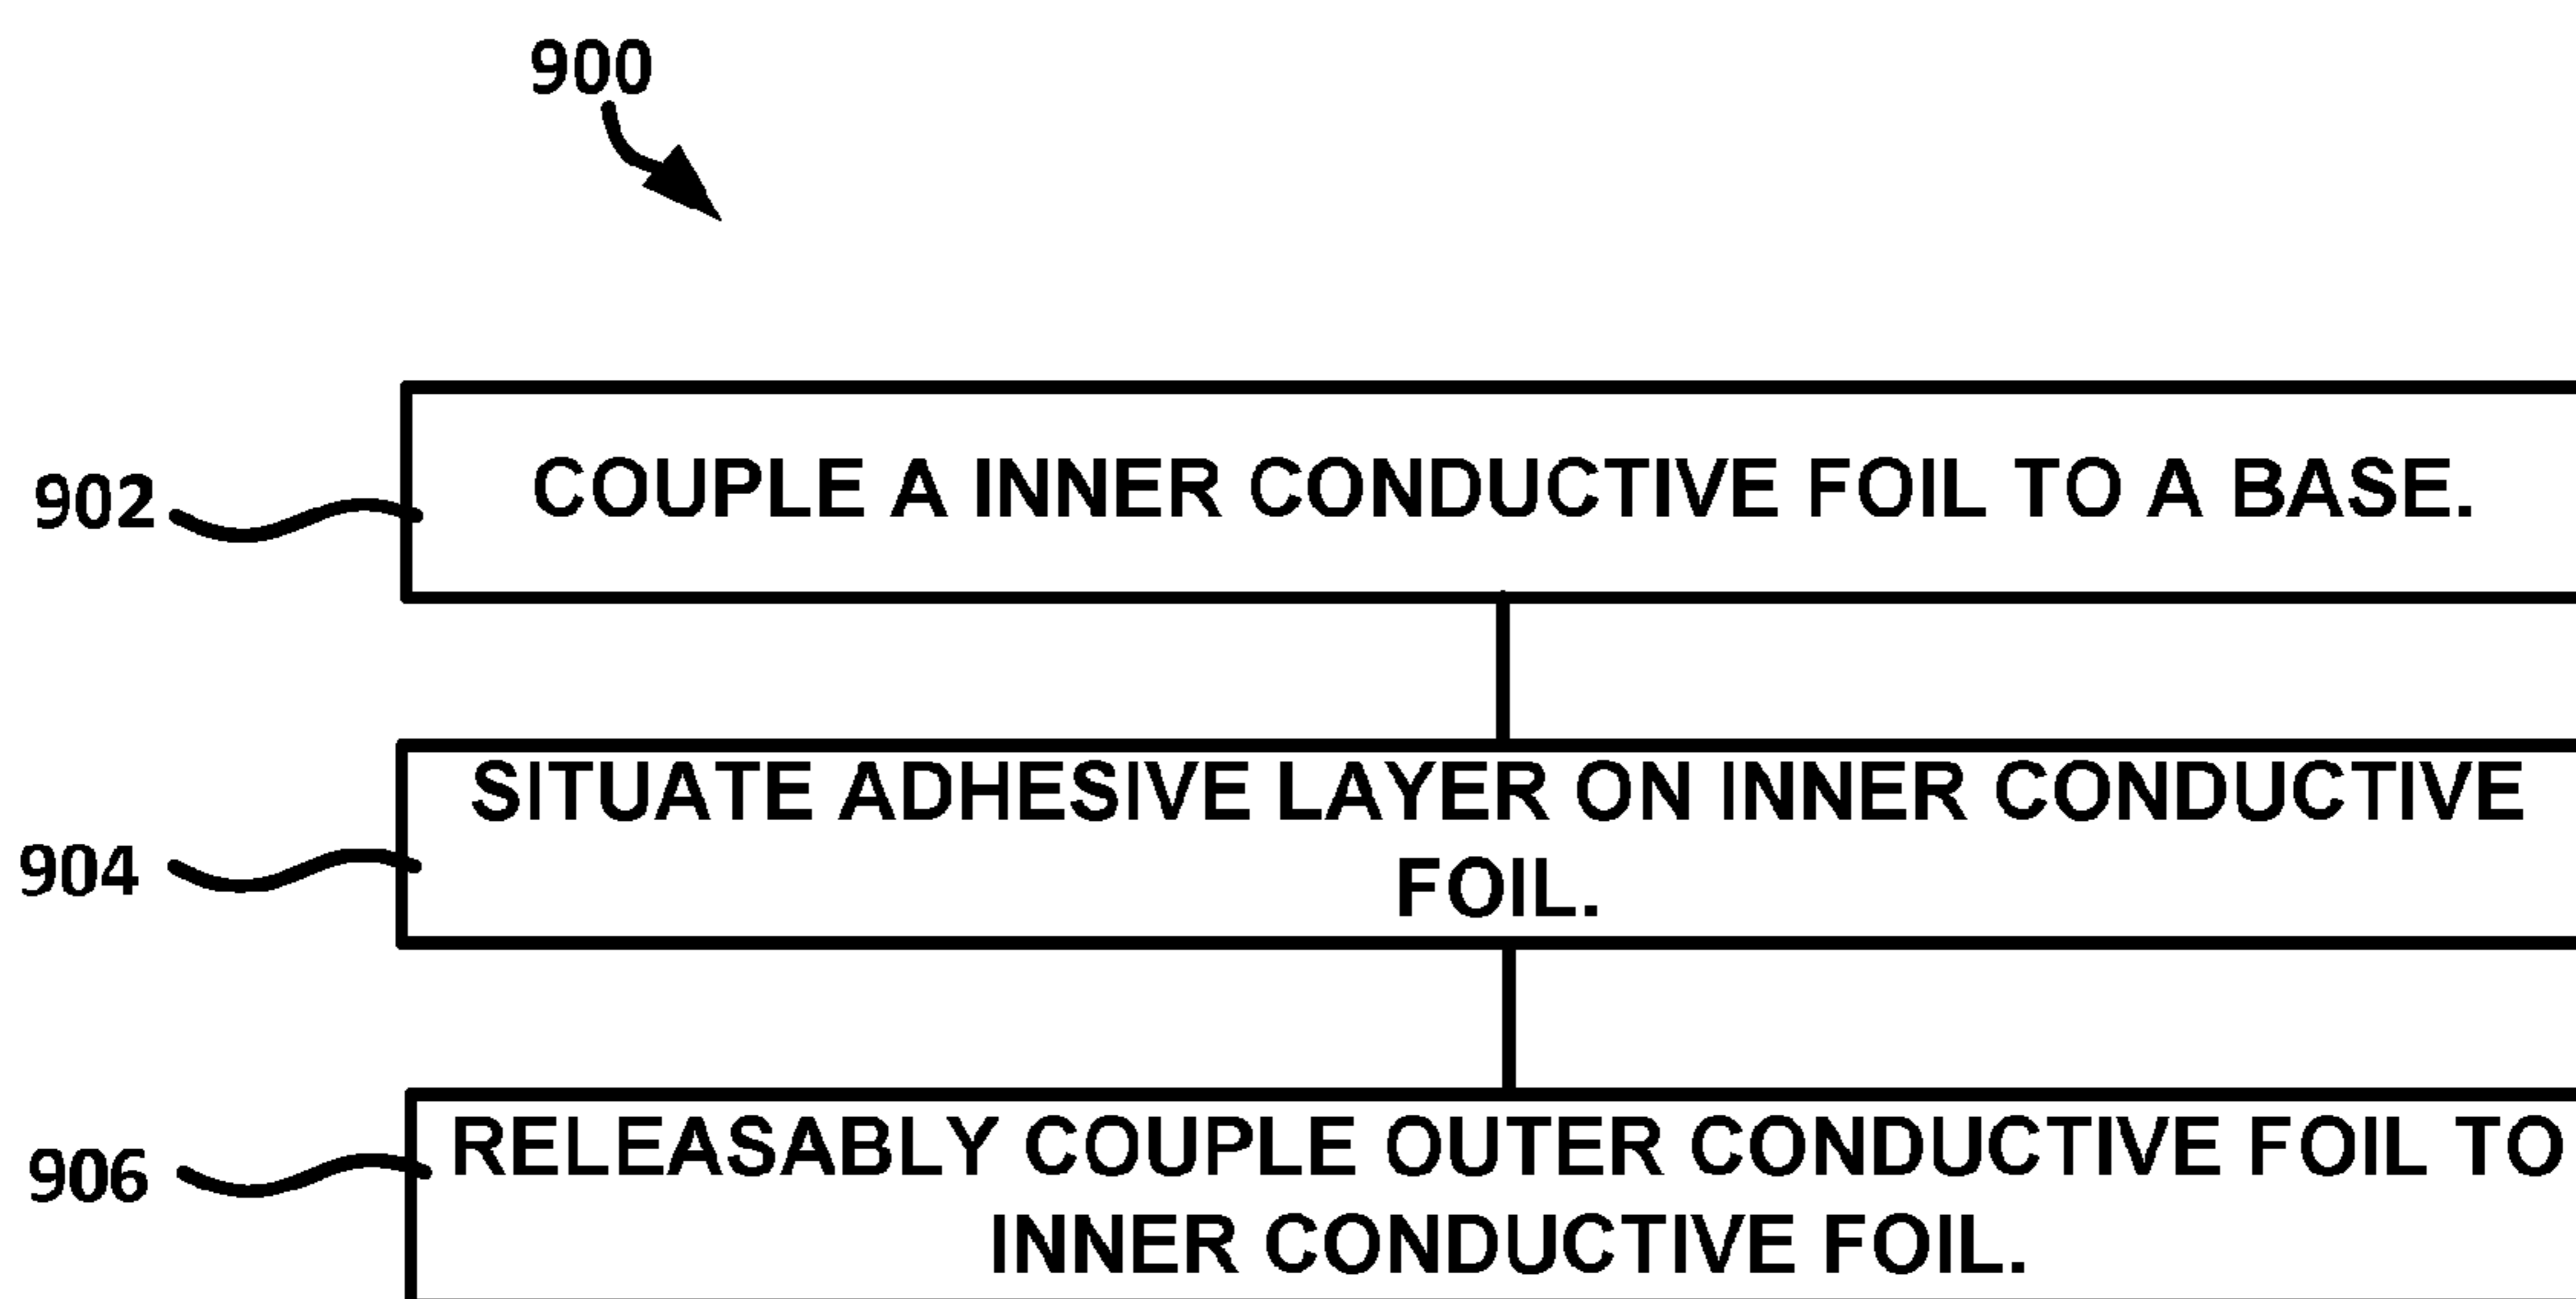 900
902
COUPLE A INNER CONDUCTIVE FOIL TO A BASE.
904
SITUATE ADHESIVE LAYER ON INNER CONDUCTIVE
FOIL.
906
RELEASABLY COUPLE OUTER CONDUCTIVE FOIL TO
INNER CONDUCTIVE FOIL.